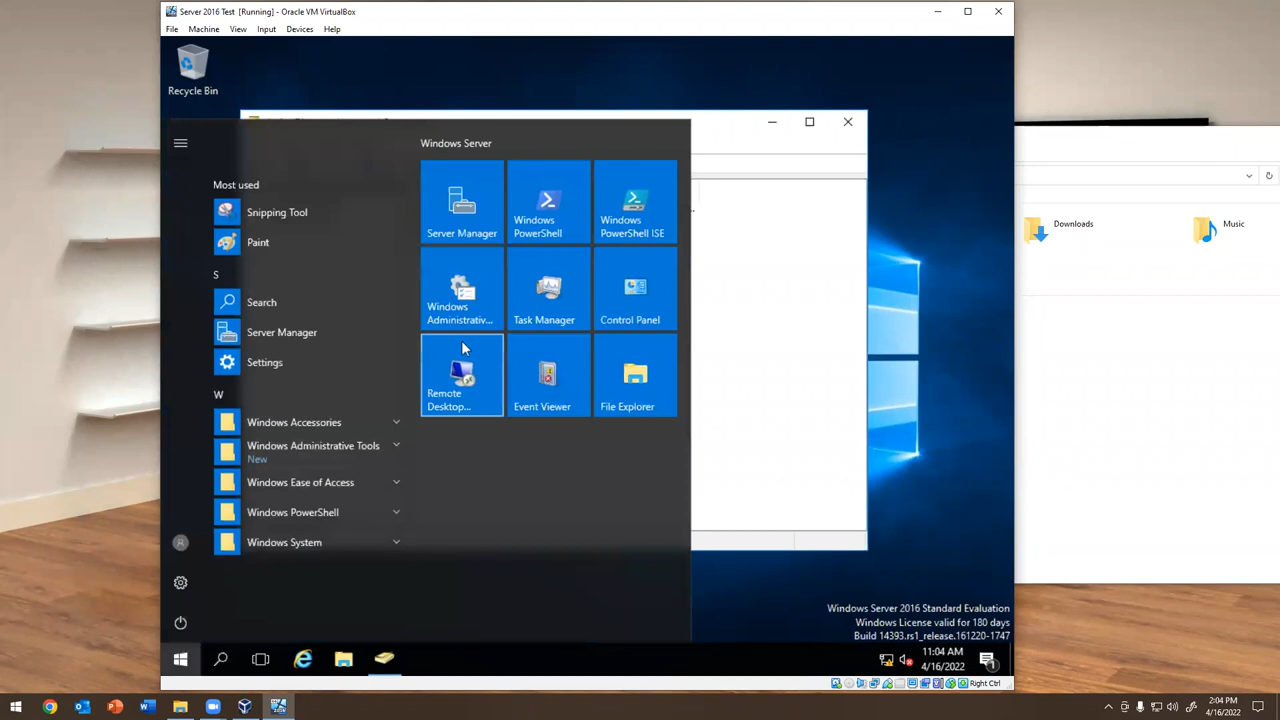 Server 2016 Test [Running] - Oracle VM VirtualBox
File Machine View Input Devices Help
Recycle Bin
Windows Server
Most used
Snipping Tool
Paint
S
Search
Server Manager
Settings
W
Windows Accessories
Windows Administrative Tools
New
Windows Ease of Access
Windows PowerShell
Windows System
Server Manager
Windows
PowerShell
Windows
PowerShell ISE
Windows
Administrativ...
Task Manager
Control Panel
Remote
Desktop...
Event Viewer
File Explorer
Downloads
Music
Windows Server 2016 Standard Evaluation
Windows License valid for 180 days
Build 14393.rs1_release.161220-1747
11:04 AM
4/16/2022
1
Right Ctrl
2:04 PM
4/16/2022